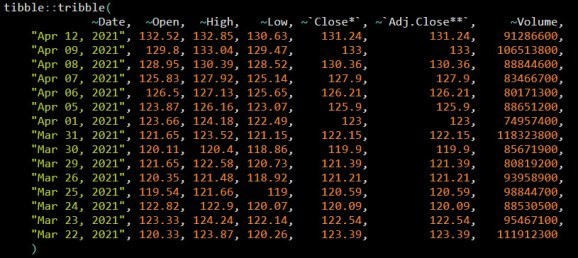 tibble::tribble(
~Date, ~Open, ~High, ~Low, ~`Close*`, ~`Adj.Close**`, ~Volume,
"Apr 12, 2021", 132.52, 132.85, 130.63, 131.24, 131.24, 91286600,
"Apr 09, 2021", 129.8, 133.04, 129.47, 133, 133, 106513800,
"Apr 08, 2021", 128.95, 130.39, 128.52, 130.36, 130.36, 88844600,
"Apr 07, 2021", 125.83, 127.92, 125.14, 127.9, 127.9, 83466700,
"Apr 06, 2021", 126.5, 127.13, 125.65, 126.21, 126.21, 80171300,
"Apr 05, 2021", 123.87, 126.16, 123.07, 125.9, 125.9, 88651200,
"Apr 01, 2021", 123.66, 124.18, 122.49, 123, 123, 74957400,
"Mar 31, 2021", 121.65, 123.52, 121.15, 122.15, 122.15, 118323800,
"Mar 30, 2021", 120.11, 120.4, 118.86, 119.9, 119.9, 85671900,
"Mar 29, 2021", 121.65, 122.58, 120.73, 121.39, 121.39, 80819200,
"Mar 26, 2021", 120.35, 121.48, 118.92, 121.21, 121.21, 93958900,
"Mar 25, 2021", 119.54, 121.66, 119, 120.59, 120.59, 98844700,
"Mar 24, 2021", 122.82, 122.9, 120.07, 120.09, 120.09, 88530500,
"Mar 23, 2021", 123.33, 124.24, 122.14, 122.54, 122.54, 95467100,
"Mar 22, 2021", 120.33, 123.87, 120.26, 123.39, 123.39, 111912300
)